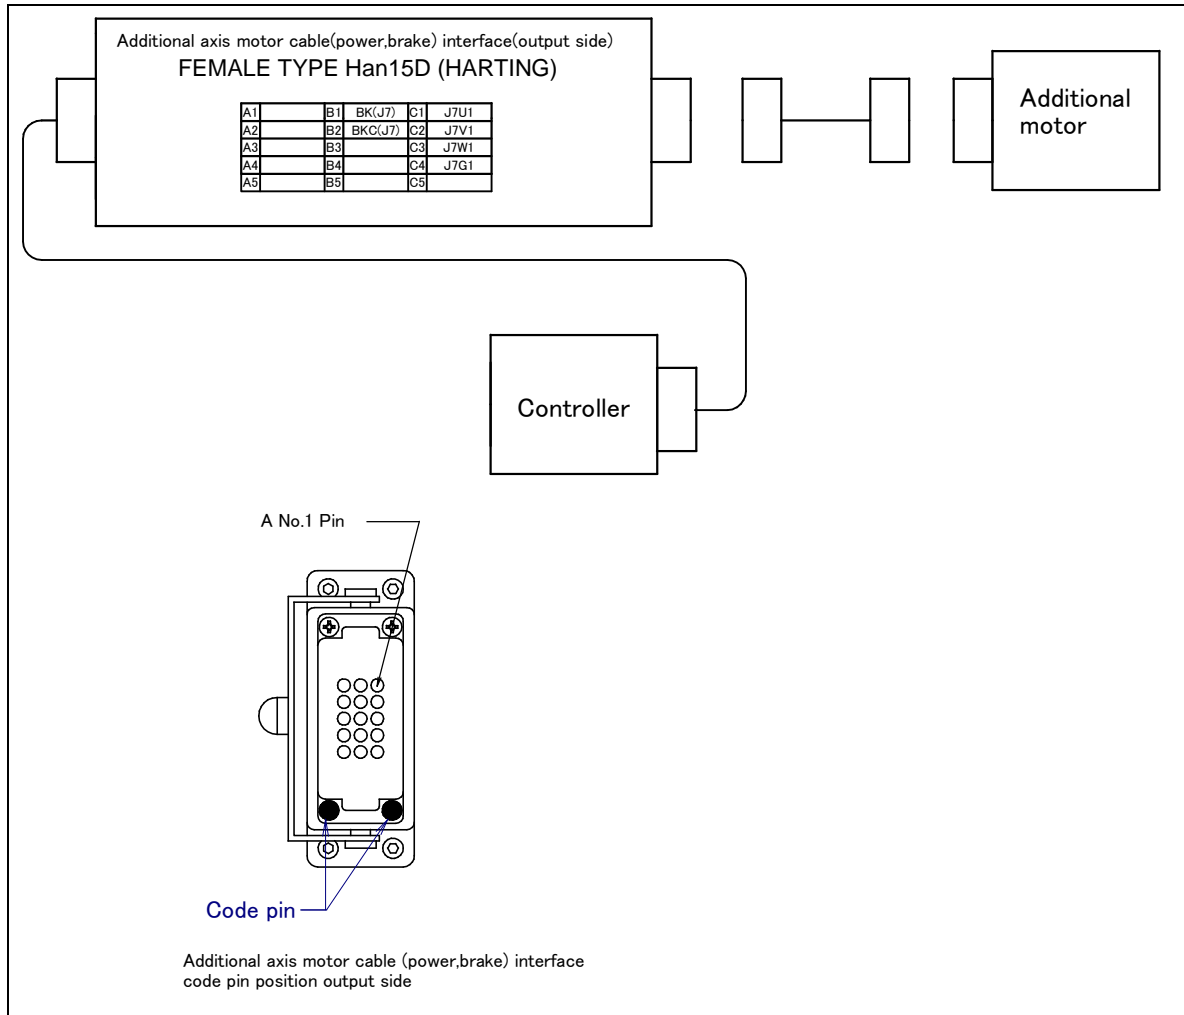 Additional axis motor cable(power,brake) interface(output side)
FEMALE TYPE Han15D (HARTING)
A1 B1 BK(J7) C1 J7U1
A2 B2 BKC(J7) C2 J7V1
A3 B3 C3 J7W1
A4 B4 C4 J7G1
A5 B5 C5
Additional
motor
Controller
A No.1 Pin
Code pin
Additional axis motor cable (power,brake) interface
code pin position output side